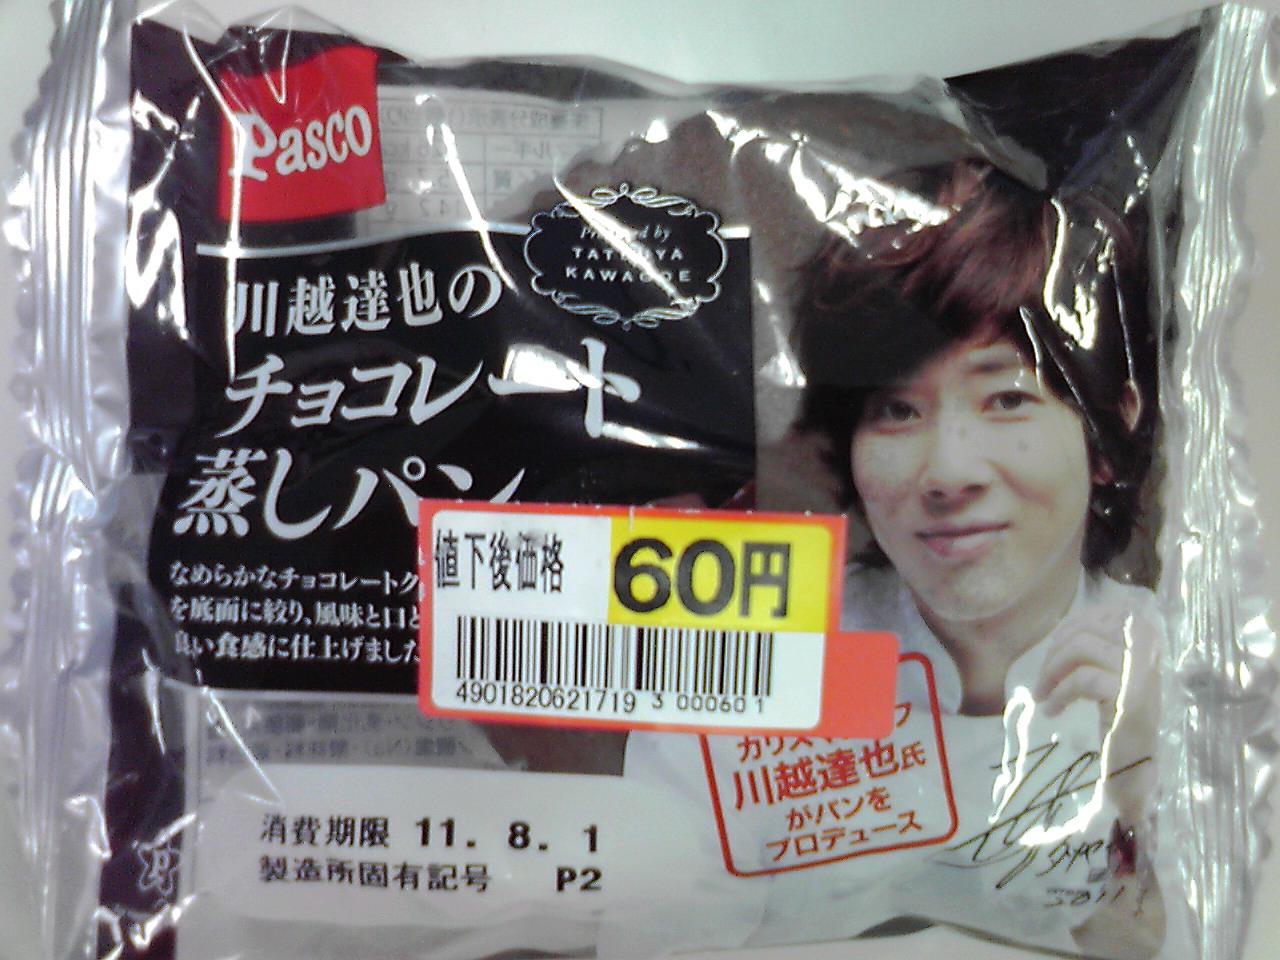 Pasco
Produced by
TATSUYA
KAWAGOE
川越達也の
チョコレート
蒸しパン
なめらかなチョコレートク
を底面に絞り、風味と口ど
良い食感に仕上げました
値下後価格 60円
4901820621719 3 000601
カリスマ
川越達也氏
がパンを
プロデュース
消費期限 11. 8. 1
製造所固有記号 P2
2011